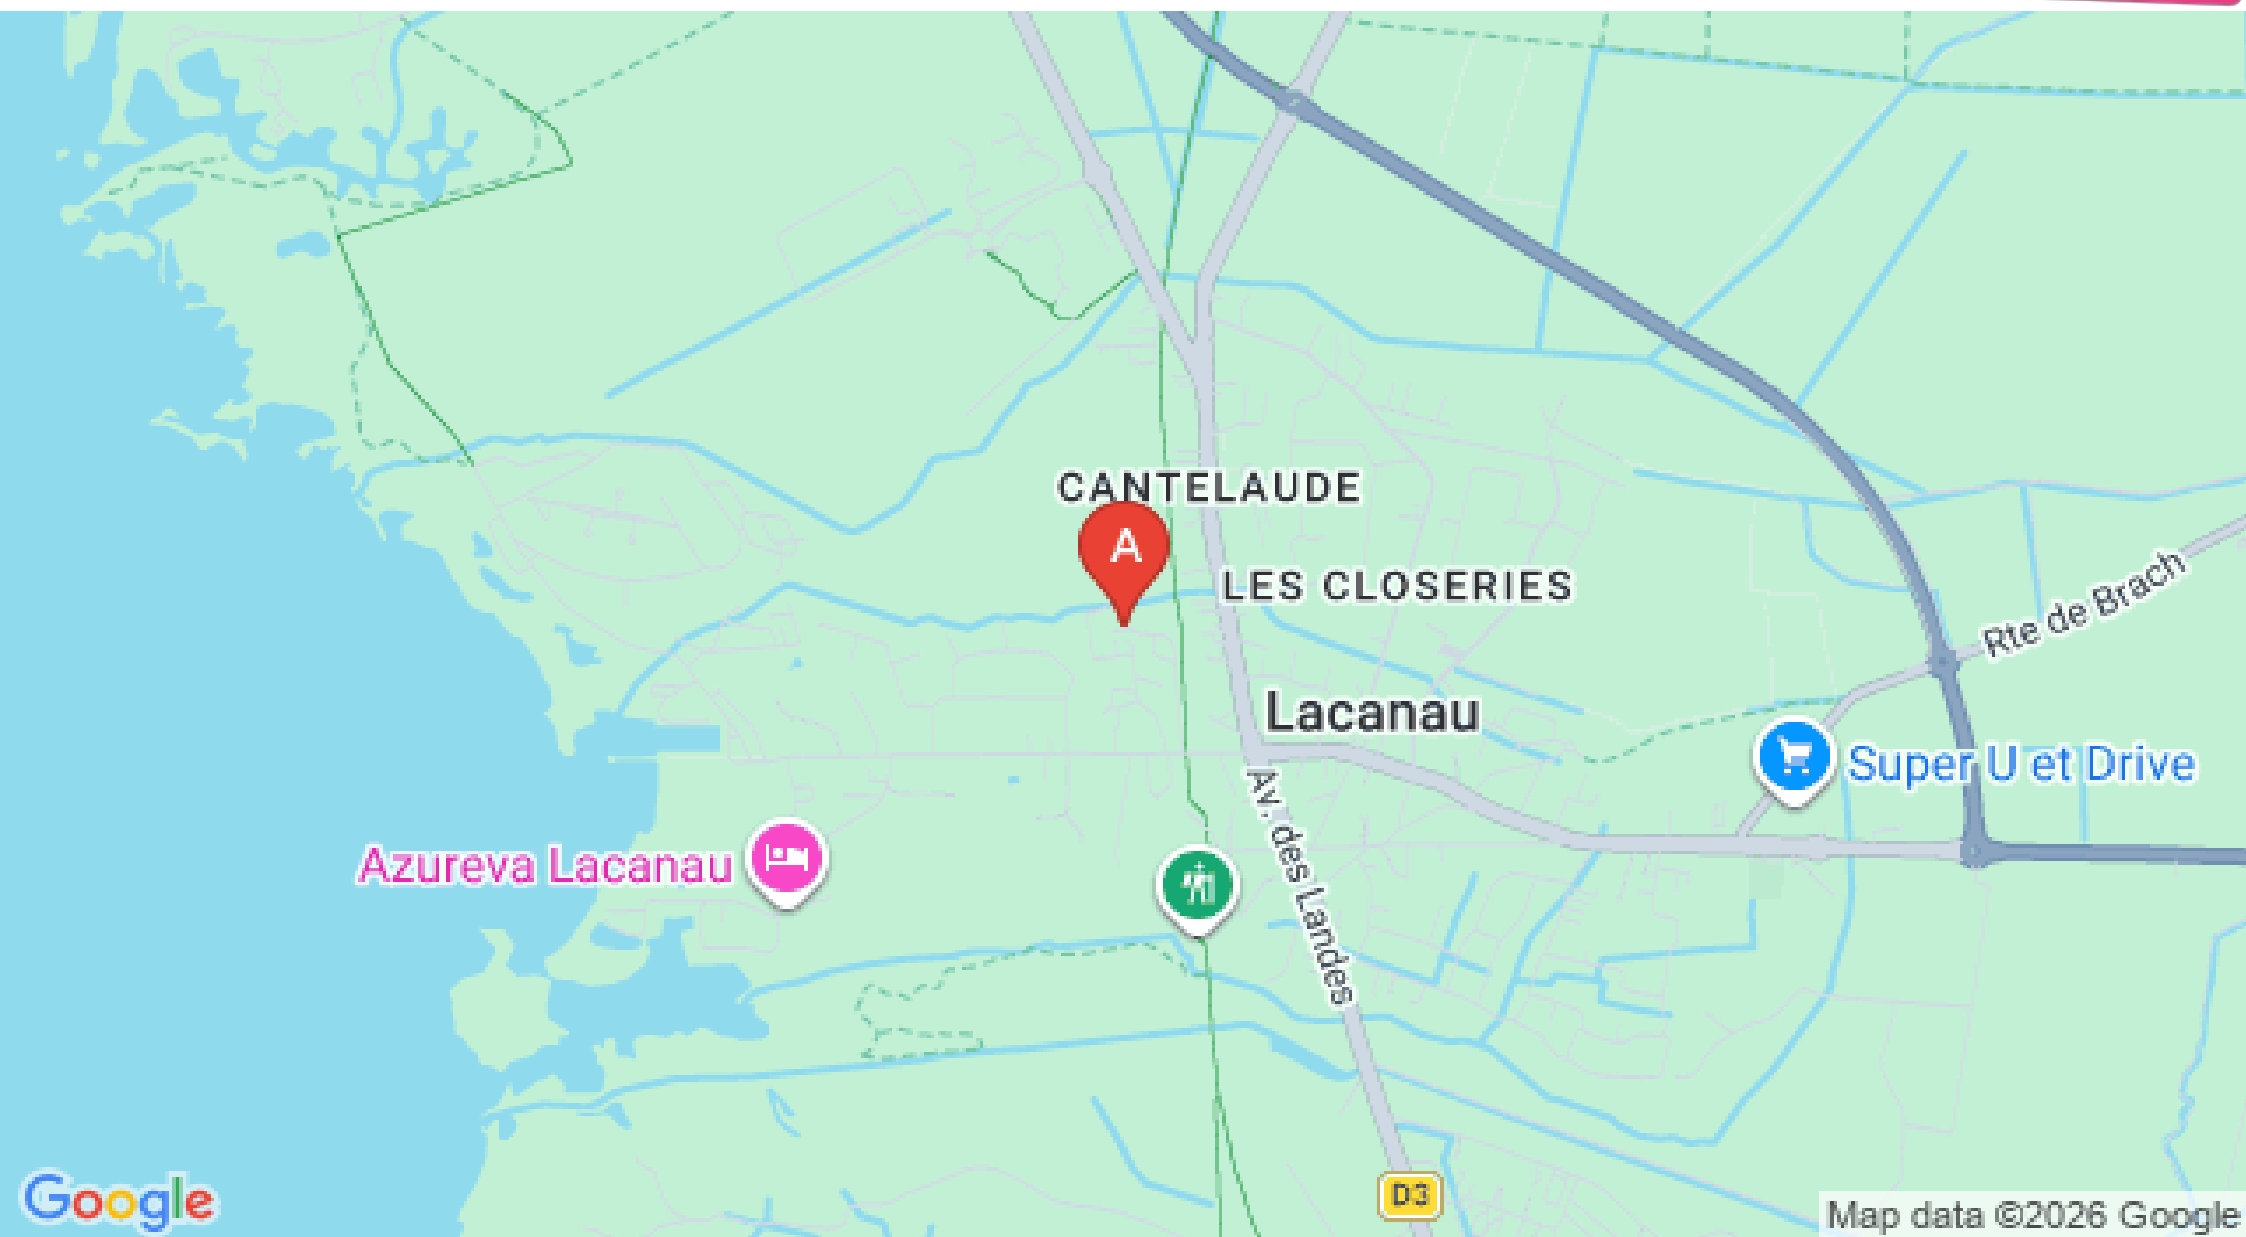 CANTELAUDE
A
LES CLOSERIES
Rte de Brach
Lacanau
Super U et Drive
Azureva Lacanau
Av. des Landes
D3
Google
Map data ©2026 Google